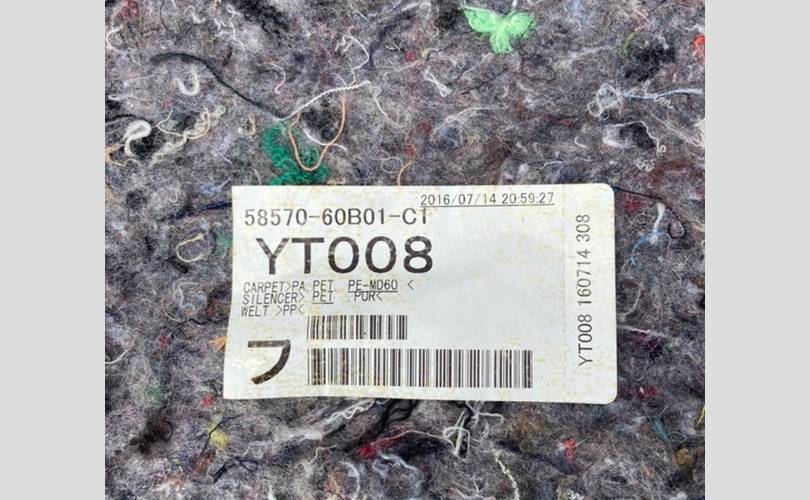 2016/07/14 20:59:27
58570-60B01-C1
YT008
CARPET>PA PET PE-MD60 <
SILENCER> PET .PUR<
WELT >PP<
フ
YT008 160714 308